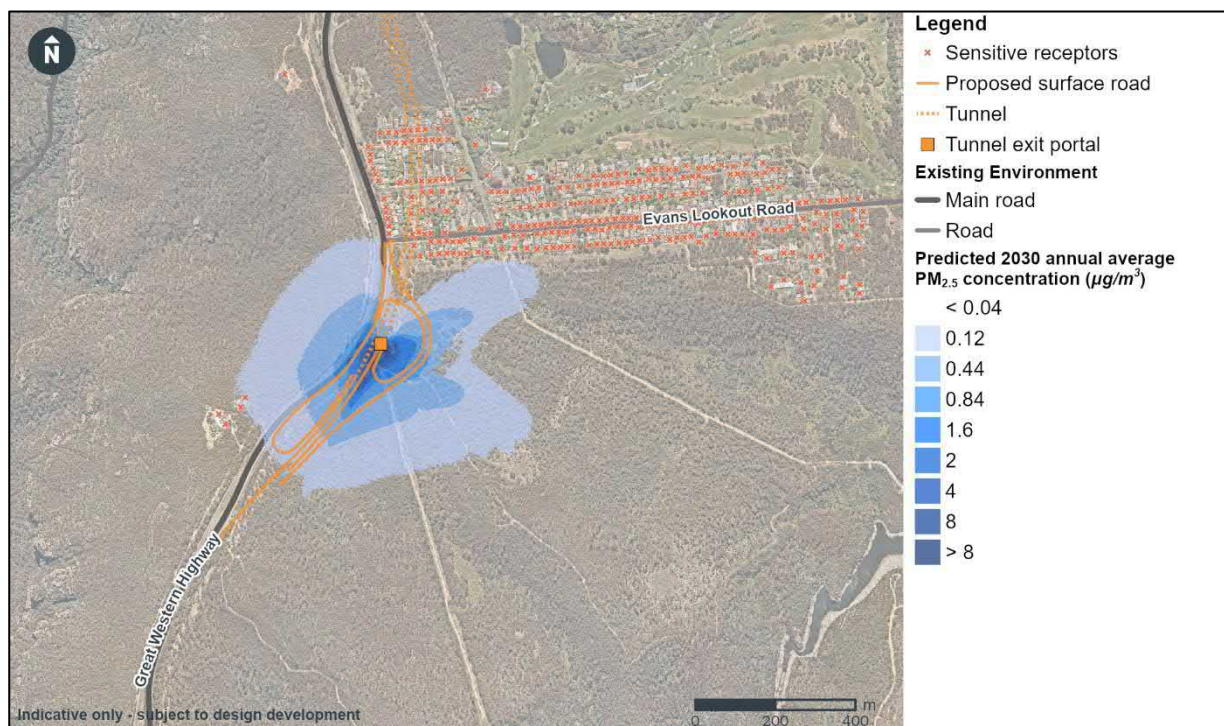 N
Evans Lookout Road
Great Western Highway
Indicative only - subject to design development
m
0 200 400
Legend
Sensitive receptors
Proposed surface road
Tunnel
Tunnel exit portal
Existing Environment
Main road
Road
Predicted 2030 annual average
PM2.5 concentration (µg/m³)
< 0.04
0.12
0.44
0.84
1.6
2
4
8
> 8